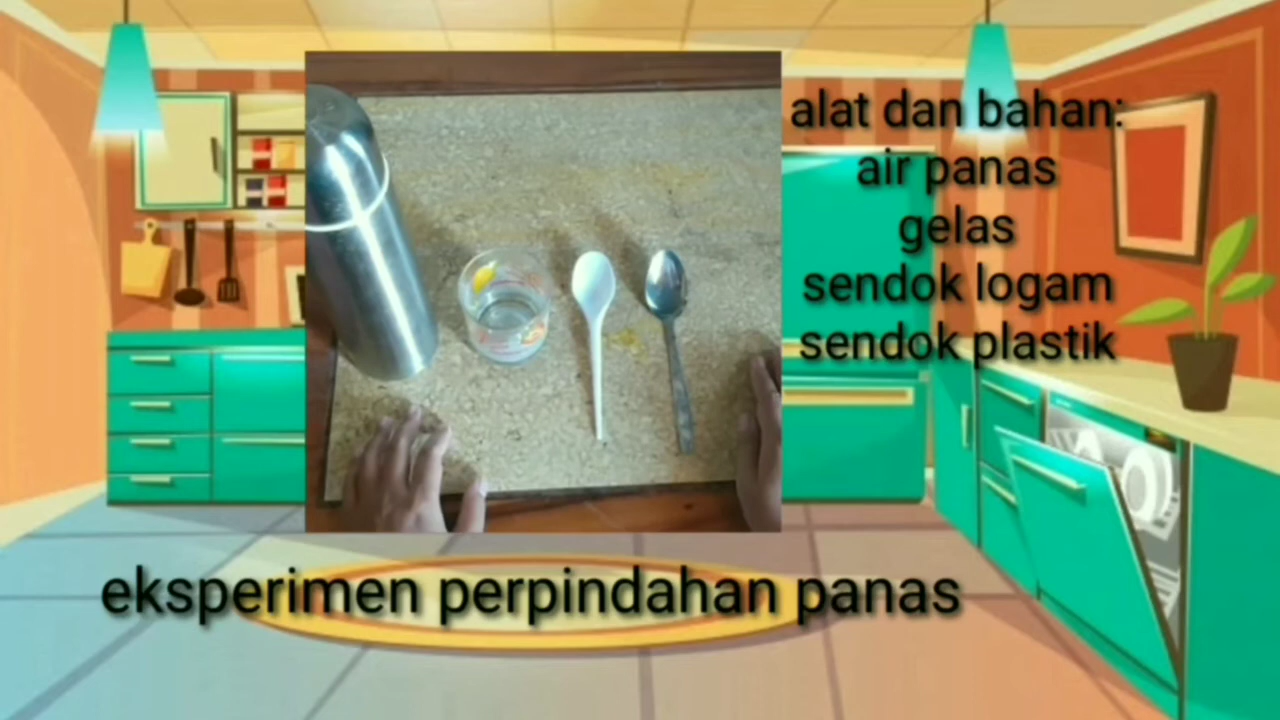 alat dan bahan:
air panas
gelas
sendok logam
sendok plastik
eksperimen perpindahan panas